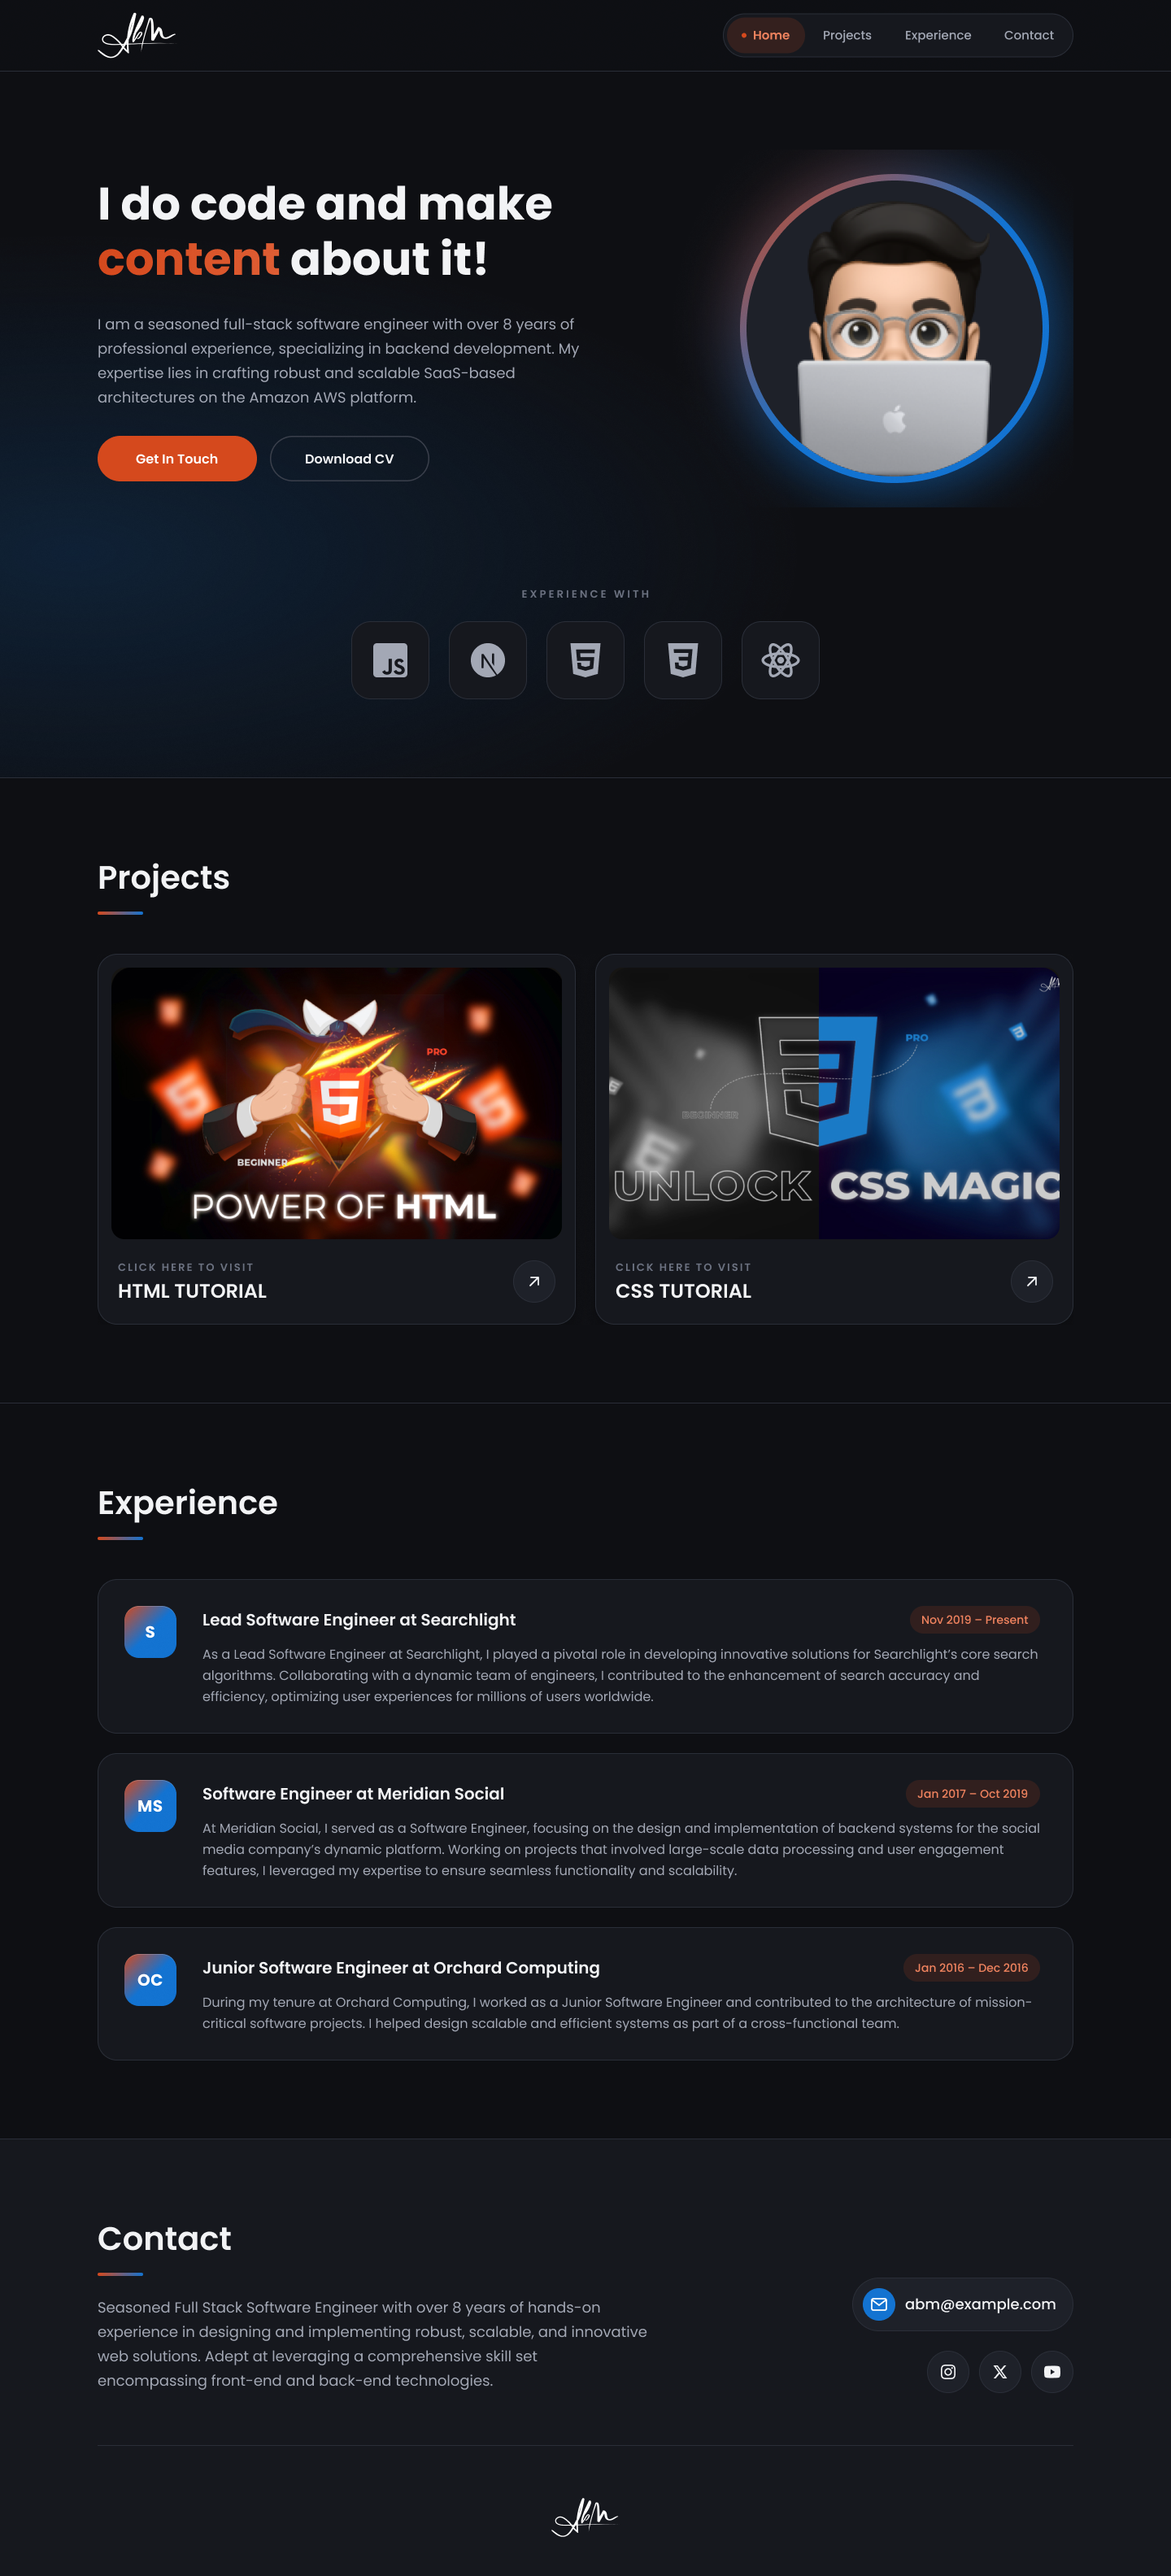 Home
Projects
Experience
Contact
I do code and make
content about it!
I am a seasoned full-stack software engineer with over 8 years of
professional experience, specializing in backend development. My
expertise lies in crafting robust and scalable SaaS-based
architectures on the Amazon AWS platform.
Get In Touch
Download CV
EXPERIENCE WITH
JS
N
5
3
Projects
PRO
5
BEGINNER
POWER OF HTML
PRO
BEGINNER
UNLOCK CSS MAGIC
CLICK HERE TO VISIT
HTML TUTORIAL
CLICK HERE TO VISIT
CSS TUTORIAL
Experience
S
Lead Software Engineer at Searchlight
Nov 2019 – Present
As a Lead Software Engineer at Searchlight, I played a pivotal role in developing innovative solutions for Searchlight’s core search
algorithms. Collaborating with a dynamic team of engineers, I contributed to the enhancement of search accuracy and
efficiency, optimizing user experiences for millions of users worldwide.
MS
Software Engineer at Meridian Social
Jan 2017 – Oct 2019
At Meridian Social, I served as a Software Engineer, focusing on the design and implementation of backend systems for the social
media company’s dynamic platform. Working on projects that involved large-scale data processing and user engagement
features, I leveraged my expertise to ensure seamless functionality and scalability.
OC
Junior Software Engineer at Orchard Computing
Jan 2016 – Dec 2016
During my tenure at Orchard Computing, I worked as a Junior Software Engineer and contributed to the architecture of mission-
critical software projects. I helped design scalable and efficient systems as part of a cross-functional team.
Contact
Seasoned Full Stack Software Engineer with over 8 years of hands-on
experience in designing and implementing robust, scalable, and innovative
web solutions. Adept at leveraging a comprehensive skill set
encompassing front-end and back-end technologies.
abm@example.com